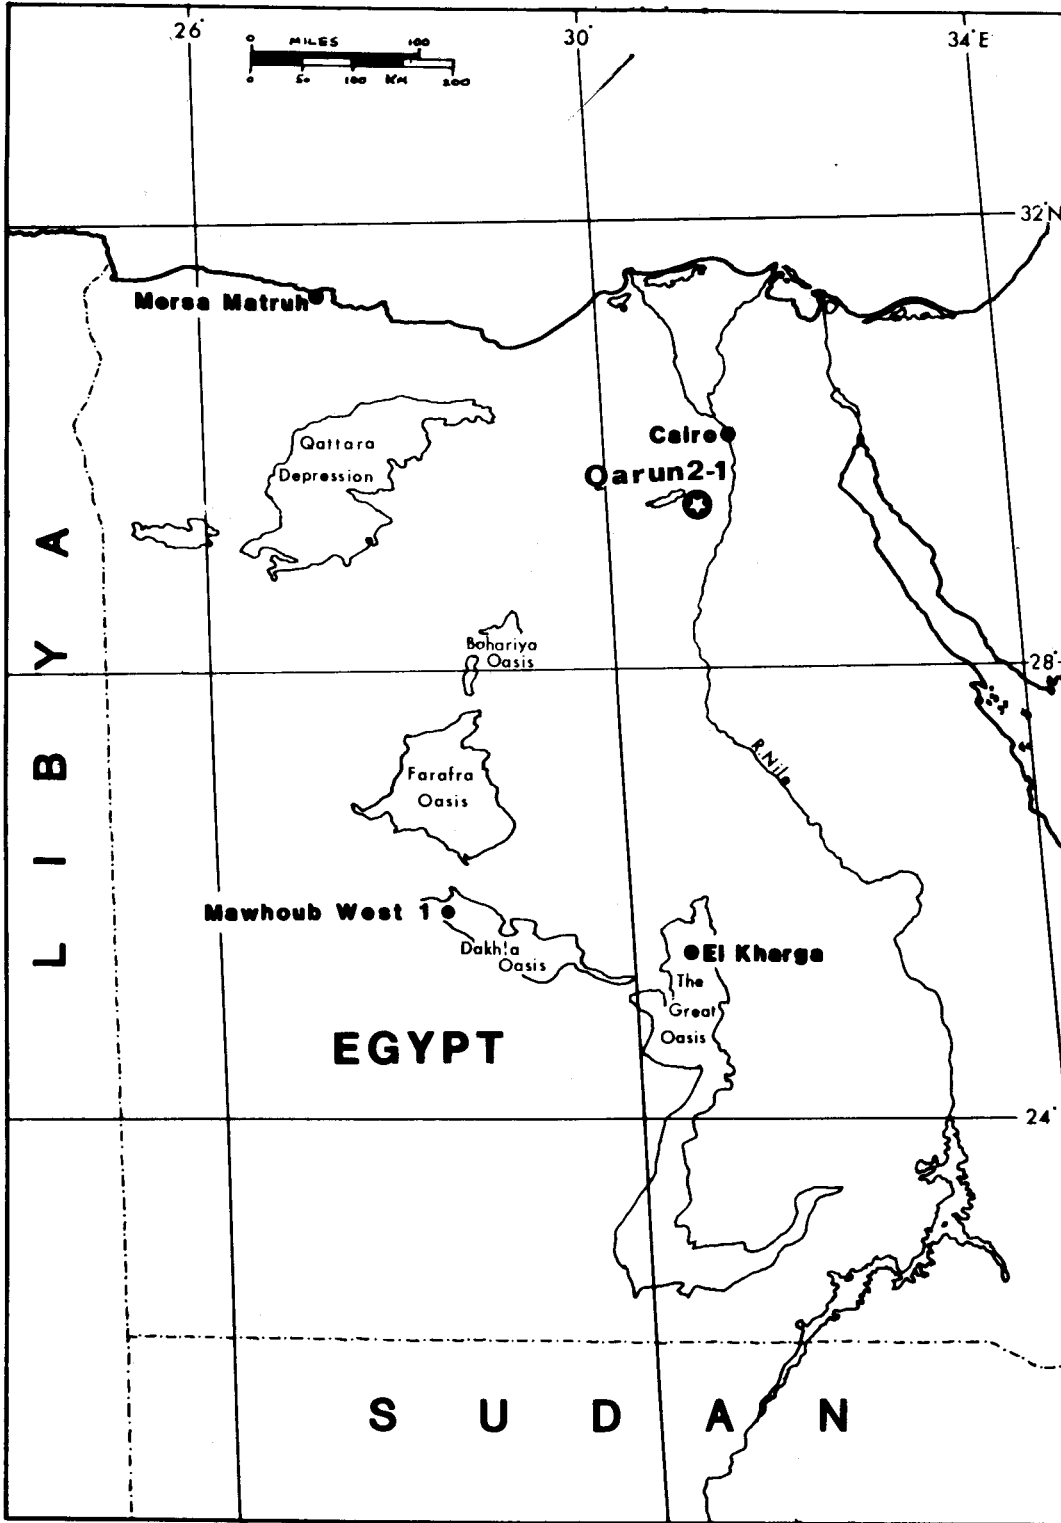 26°
30°
34°E
0 MILES 100
0 50 100 KM 200
32°N
Mersa Matruh
Qattara
Depression
Cairo
Qarun2-1
Bahariya
Oasis
28°
R.Nile
Farafra
Oasis
Mawhoub West 1
Dakhla
Oasis
El Kharga
The
Great
Oasis
EGYPT
24°
LIBYA
SUDAN